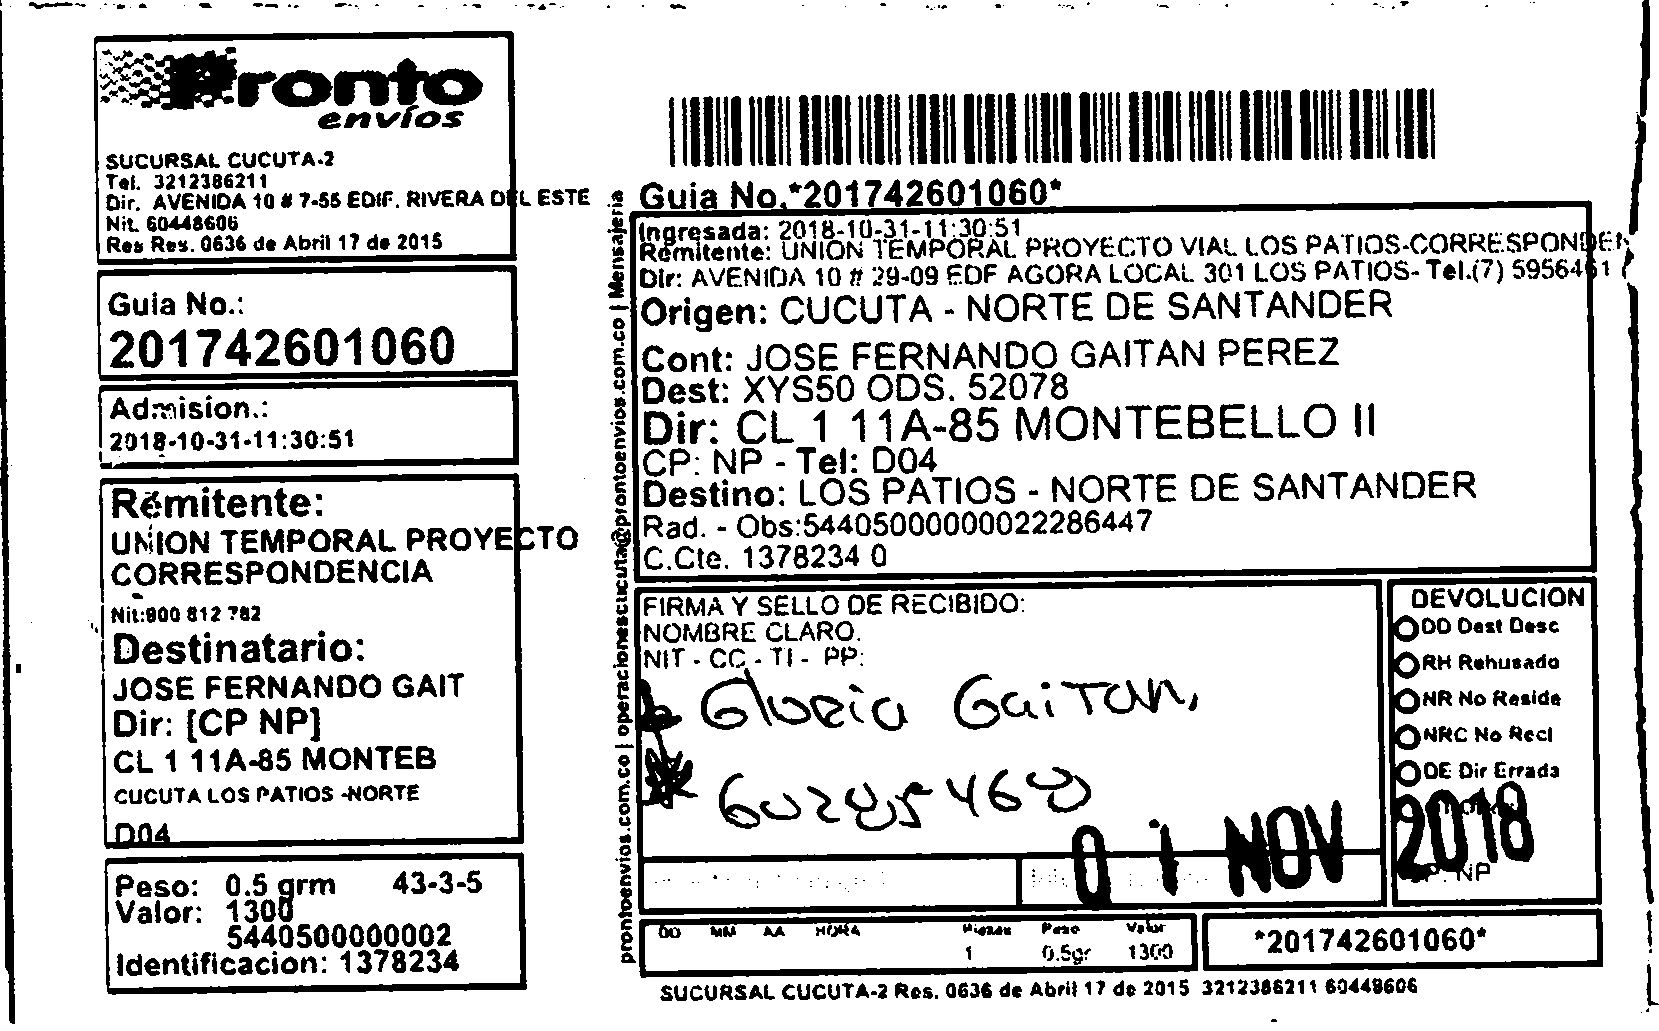 Pronto
envíos
SUCURSAL CUCUTA-2
Tel. 3212386211
Dir. AVENIDA 10 # 7-55 EDIF. RIVERA DEL ESTE
Nit. 60448606
Res Res. 0636 de Abril 17 de 2015
Guia No.:
201742601060
Admision.:
2018-10-31-11:30:51
Remitente:
UNION TEMPORAL PROYECTO
CORRESPONDENCIA
Nit:900 812 782
Destinatario:
JOSE FERNANDO GAIT
Dir: [CP NP]
CL 1 11A-85 MONTEB
CUCUTA LOS PATIOS -NORTE
D04
Peso: 0.5 grm 43-3-5
Valor: 1300
5440500000002
Identificacion: 1378234
prontoenvios.com.co | operacionescucuta@prontoenvios.com.co | Mensajeria
Guia No.*201742601060*
Ingresada: 2018-10-31-11:30:51
Remitente: UNION TEMPORAL PROYECTO VIAL LOS PATIOS-CORRESPONDEN
Dir: AVENIDA 10 # 29-09 EDF AGORA LOCAL 301 LOS PATIOS- Tel.(7) 5956461
Origen: CUCUTA - NORTE DE SANTANDER
Cont: JOSE FERNANDO GAITAN PEREZ
Dest: XYS50 ODS. 52078
Dir: CL 1 11A-85 MONTEBELLO II
CP: NP - Tel: D04
Destino: LOS PATIOS - NORTE DE SANTANDER
Rad. - Obs:54405000000022286447
C.Cte. 1378234 0
FIRMA Y SELLO DE RECIBIDO:
NOMBRE CLARO.
NIT - CC - TI - PP:
Gloria Gaitan,
60285468
01 NOV 2018
DEVOLUCION
DD Dest Desc
RH Rehusado
NR No Reside
NRC No Recl
DE Dir Errada
CP: NP
DD MM AA HORA Piezas Peso Valor
1 0.5gr 1300
*201742601060*
SUCURSAL CUCUTA-2 Res. 0636 de Abril 17 de 2015 3212386211 60448606